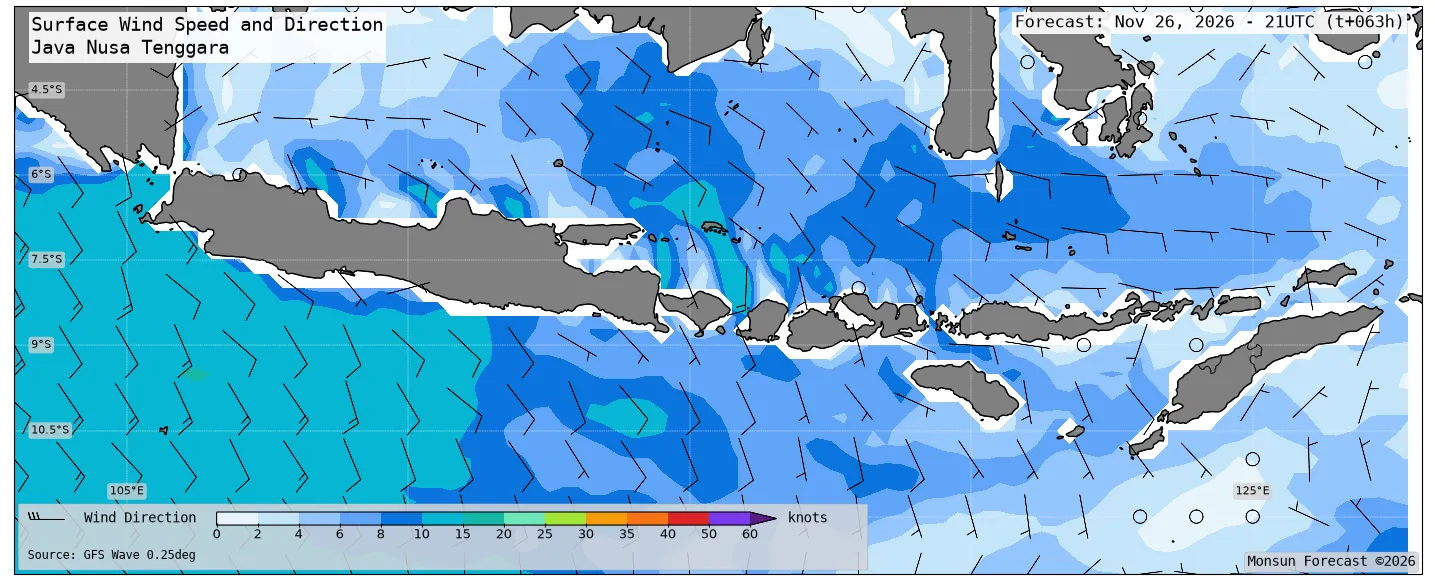 Surface Wind Speed and Direction
Java Nusa Tenggara
Forecast: Nov 26, 2026 - 21UTC (t+063h)
4.5°S
6°S
7.5°S
9°S
10.5°S
105°E
125°E
Wind Direction
0 2 4 6 8 10 15 20 25 30 35 40 50 60
knots
Source: GFS Wave 0.25deg
Monsun Forecast ©2026